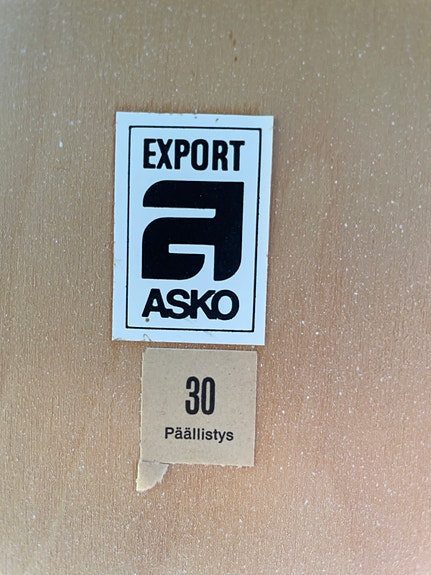 EXPORT
a
ASKO
30
Päällistys